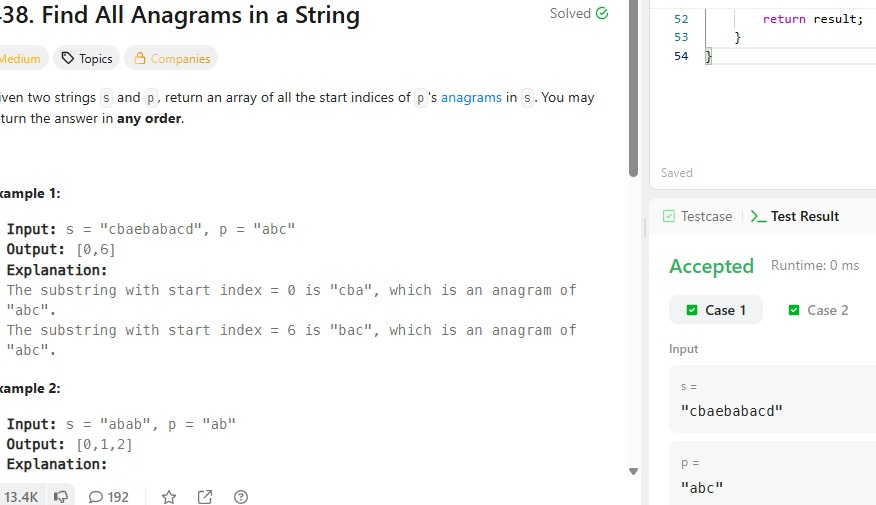 38. Find All Anagrams in a String
Solved
Medium
Topics
Companies
iven two strings s and p, return an array of all the start indices of p's anagrams in s. You may
turn the answer in any order.
xample 1:
Input: s = "cbaebabacd", p = "abc"
Output: [0,6]
Explanation:
The substring with start index = 0 is "cba", which is an anagram of
"abc".
The substring with start index = 6 is "bac", which is an anagram of
"abc".
xample 2:
Input: s = "abab", p = "ab"
Output: [0,1,2]
Explanation:
13.4K
192
52 return result;
53 }
54 }
Saved
Testcase
>_ Test Result
Accepted
Runtime: 0 ms
Case 1
Case 2
Input
s =
"cbaebabacd"
p =
"abc"